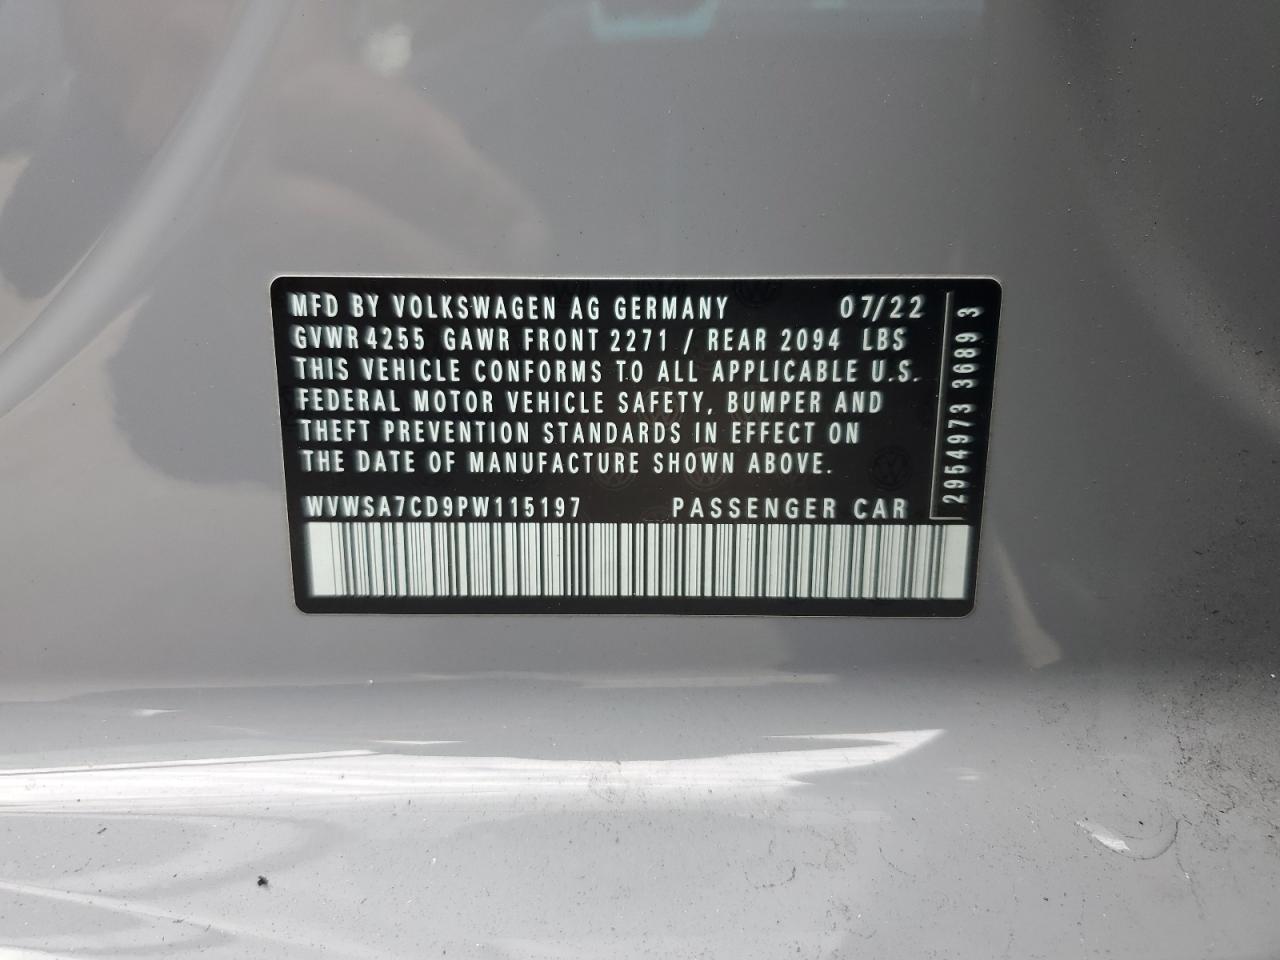 MFD BY VOLKSWAGEN AG GERMANY 07/22
GVWR 4255 GAWR FRONT 2271 / REAR 2094 LBS
THIS VEHICLE CONFORMS TO ALL APPLICABLE U.S.
FEDERAL MOTOR VEHICLE SAFETY, BUMPER AND
THEFT PREVENTION STANDARDS IN EFFECT ON
THE DATE OF MANUFACTURE SHOWN ABOVE.
WVWSA7CD9PW115197 PASSENGER CAR
2954973 3689 3